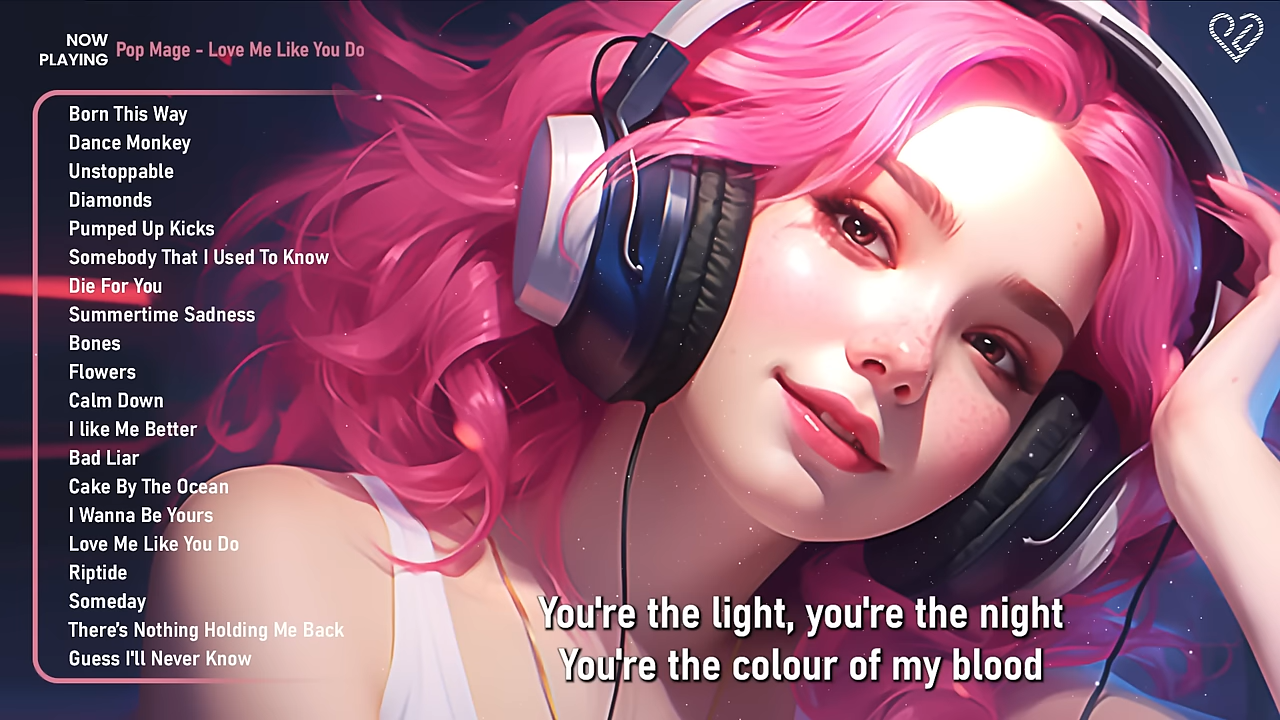 NOW
PLAYING
Pop Mage - Love Me Like You Do
Born This Way
Dance Monkey
Unstoppable
Diamonds
Pumped Up Kicks
Somebody That I Used To Know
Die For You
Summertime Sadness
Bones
Flowers
Calm Down
I like Me Better
Bad Liar
Cake By The Ocean
I Wanna Be Yours
Love Me Like You Do
Riptide
Someday
There's Nothing Holding Me Back
Guess I'll Never Know
You're the light, you're the night
You're the colour of my blood